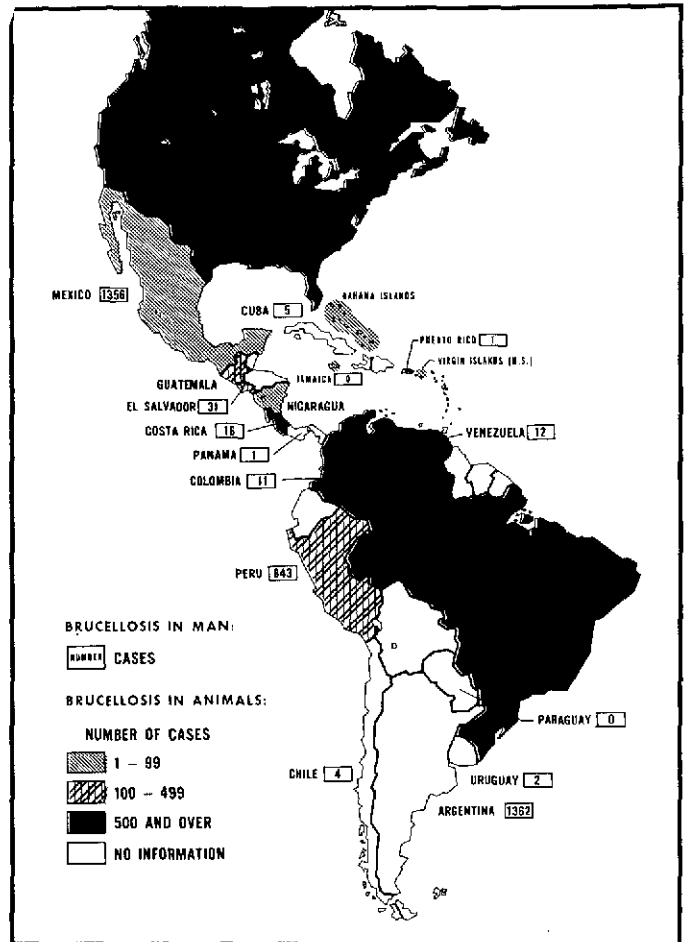 MEXICO 1356
CUBA 5
BAHAMA ISLANDS
PUERTO RICO
VIRGIN ISLANDS (U.S.)
JAMAICA
GUATEMALA
EL SALVADOR 31
NICARAGUA
COSTA RICA 16
PANAMA 1
VENEZUELA 12
COLOMBIA 11
PERU 843
BRUCELLOSIS IN MAN:
NUMBER CASES
BRUCELLOSIS IN ANIMALS:
NUMBER OF CASES
1 – 99
100 – 499
500 AND OVER
NO INFORMATION
PARAGUAY 0
CHILE 4
URUGUAY 2
ARGENTINA 1362